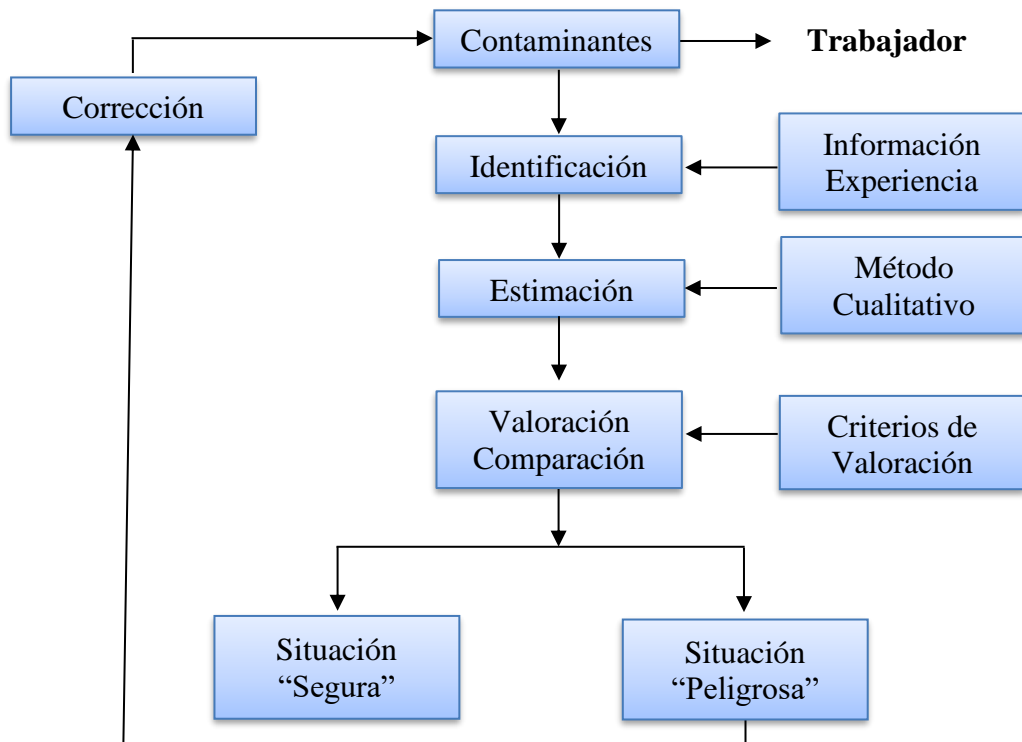 Contaminantes
Trabajador
Corrección
Identificación
Información
Experiencia
Estimación
Método
Cualitativo
Valoración
Comparación
Criterios de
Valoración
Situación
“Segura”
Situación
“Peligrosa”